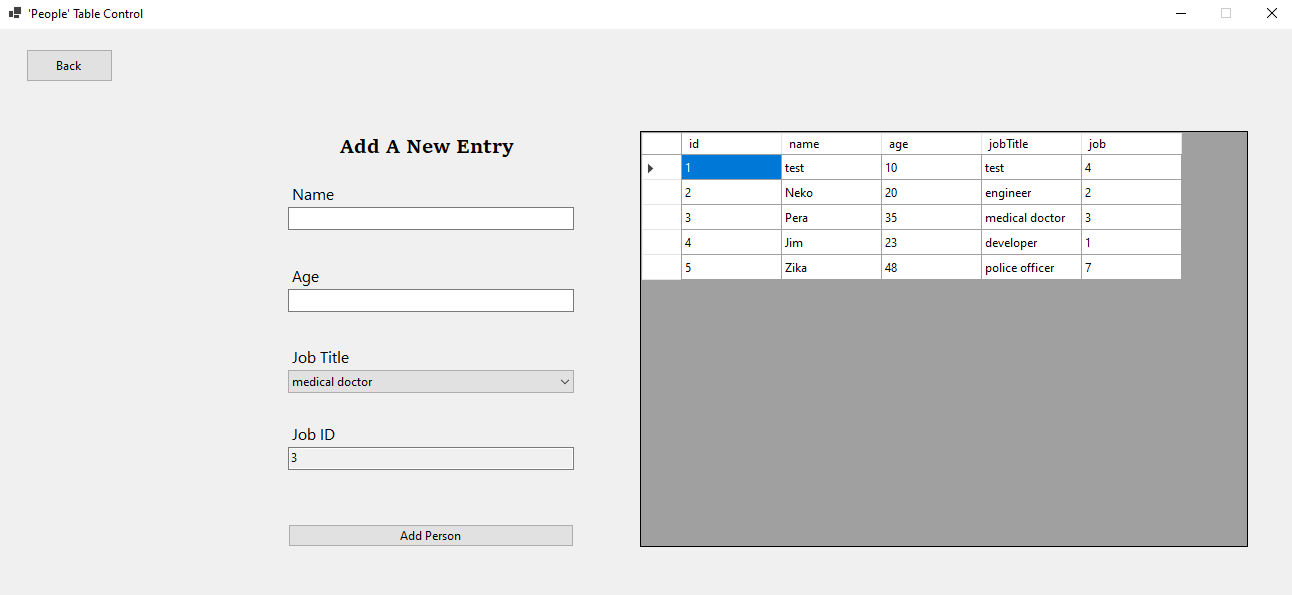 'People' Table Control
Back
Add A New Entry
Name
Age
Job Title
medical doctor
Job ID
3
Add Person
id name age jobTitle job
1 test 10 test 4
2 Neko 20 engineer 2
3 Pera 35 medical doctor 3
4 Jim 23 developer 1
5 Zika 48 police officer 7